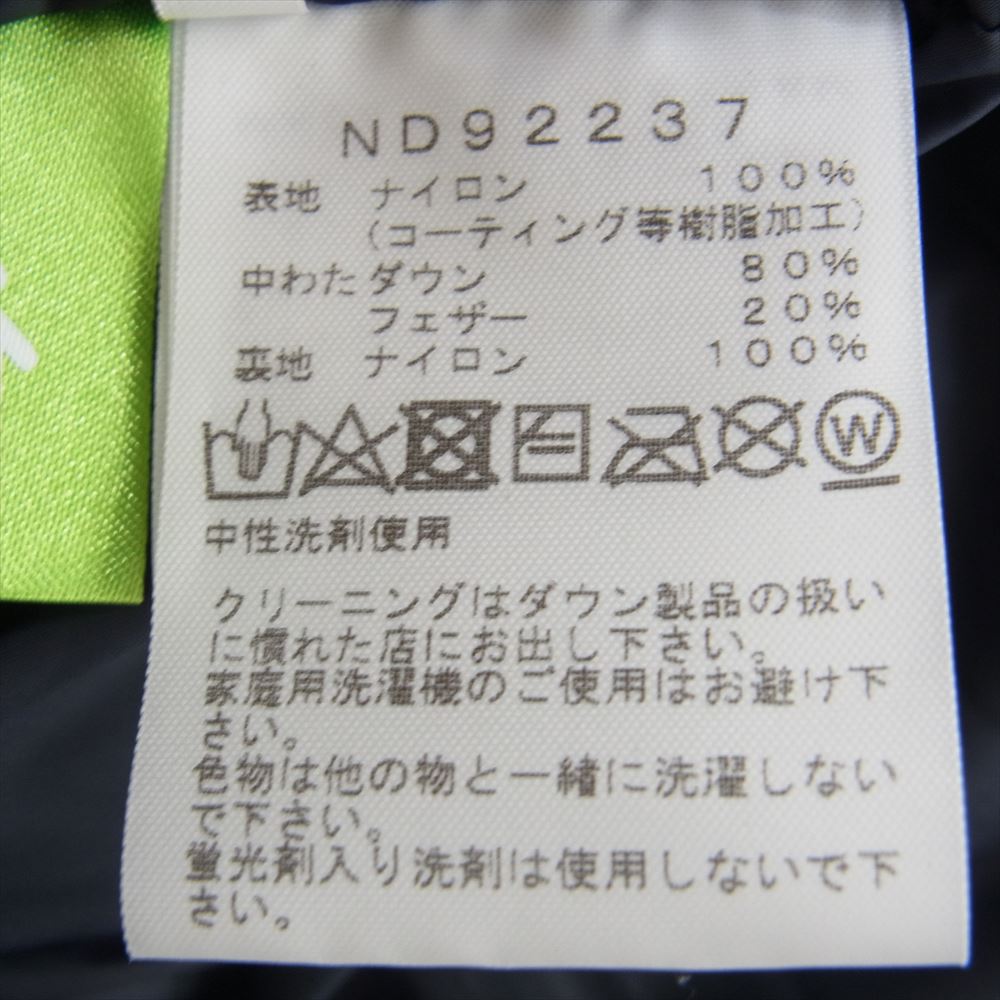 ND92237
表地 ナイロン 100%
(コーティング等樹脂加工)
中わた ダウン 80%
フェザー 20%
裏地 ナイロン 100%
W
中性洗剤使用
クリーニングはダウン製品の扱い
に慣れた店にお出し下さい。
家庭用洗濯機のご使用はお避け下
さい。
色物は他の物と一緒に洗濯しない
で下さい。
蛍光剤入り洗剤は使用しないで下
さい。